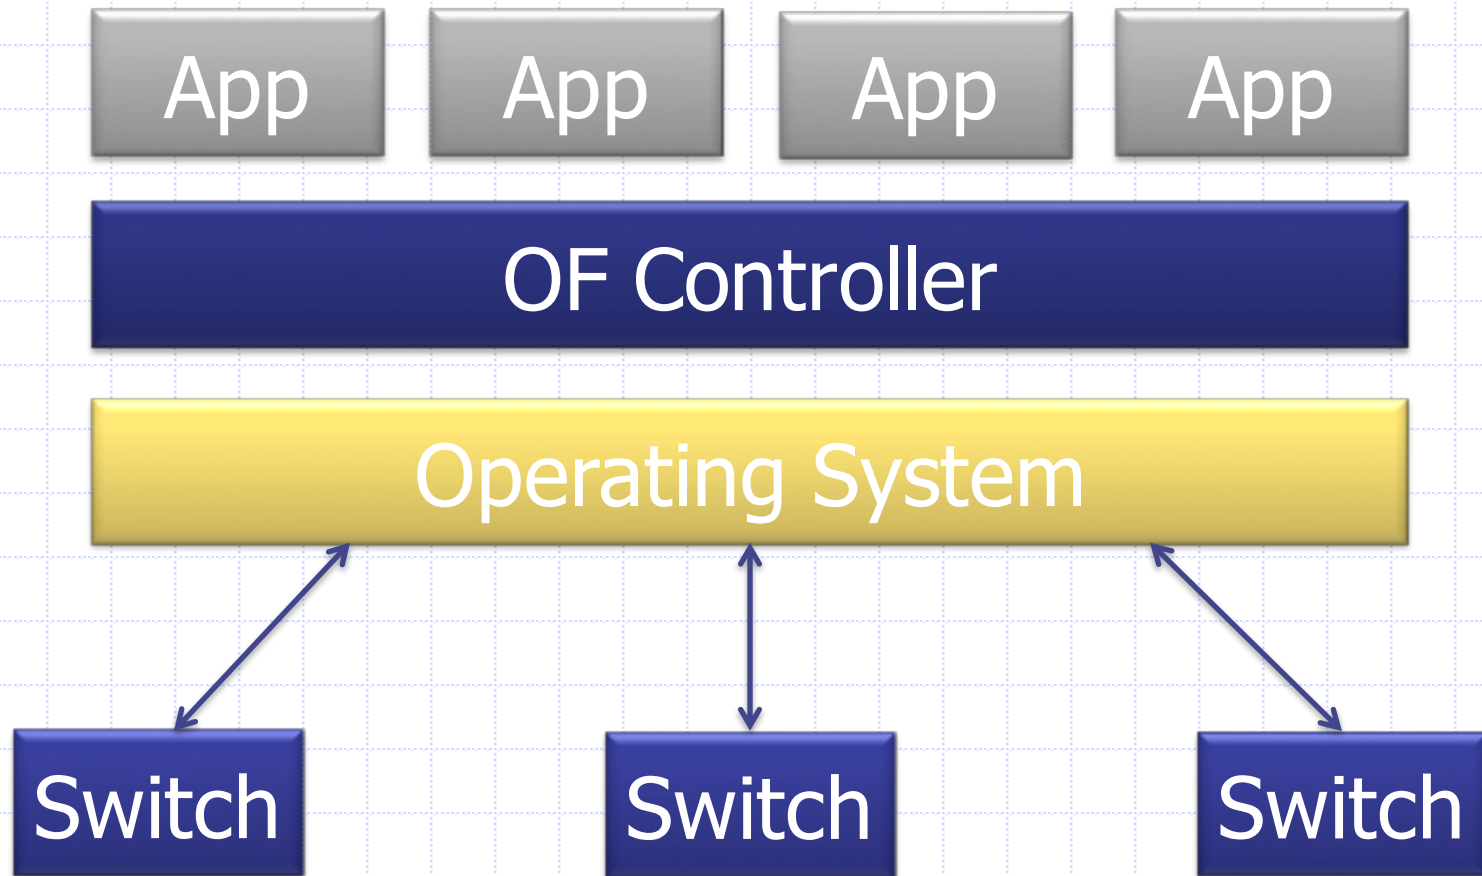 App App App App
OF Controller
Operating System
Switch Switch Switch